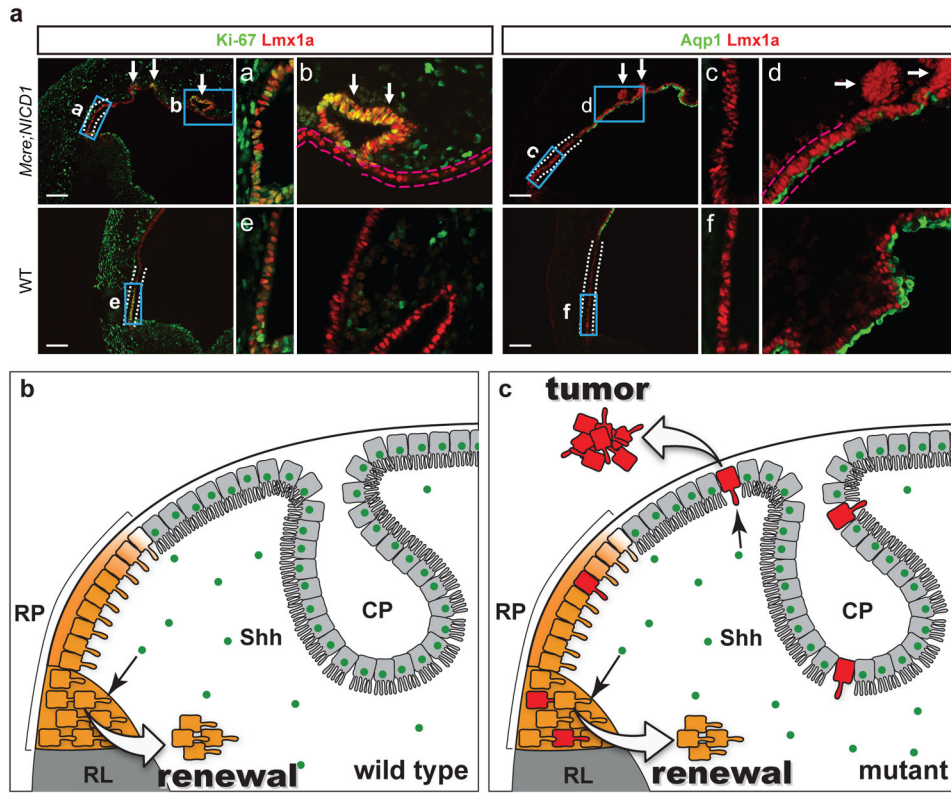 a
Ki-67 Lmx1a
Aqp1 Lmx1a
Mcre;NICD1
a
b
a
b
d
c
c
d
WT
e
e
f
f
b
RP
Shh
CP
RL
renewal
wild type
c
tumor
RP
Shh
CP
RL
renewal
mutant